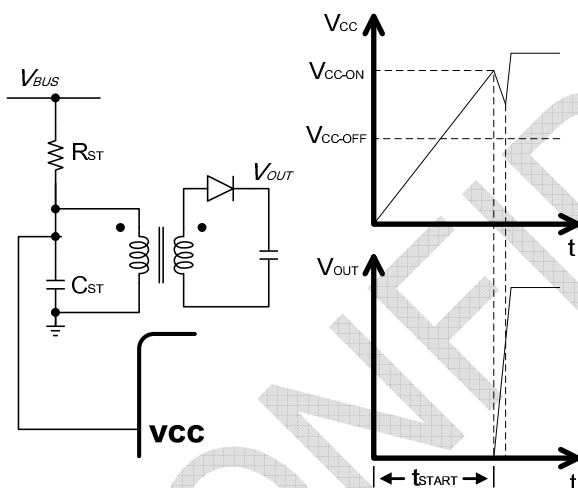 VBUS
RST
VOUT
CST
vcc
VCC
VCC-ON
VCC-OFF
t
VOUT
tSTART
t